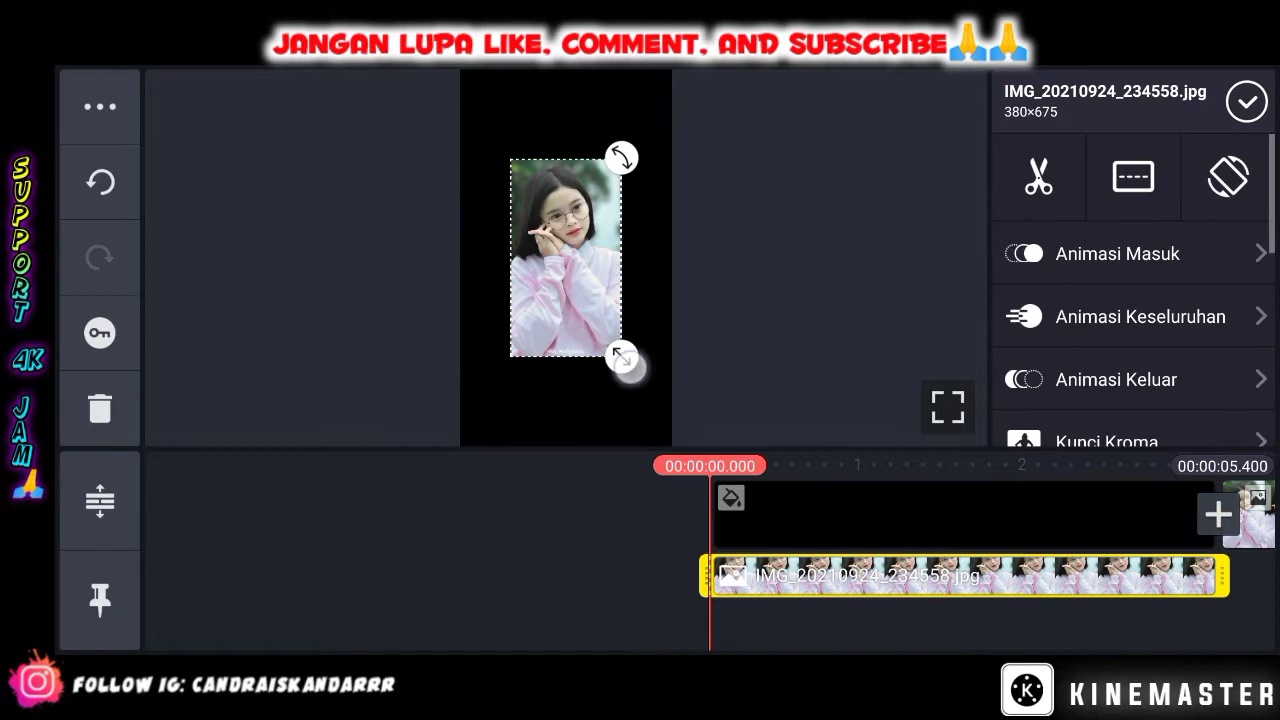 JANGAN LUPA LIKE, COMMENT, AND SUBSCRIBE🙏🙏
SUPPORT 4K JAM🙏
IMG_20210924_234558.jpg
380×675
Animasi Masuk
Animasi Keseluruhan
Animasi Keluar
Kunci Kroma
00:00:00.000
1
2
00:00:05.400
IMG_20210924_234558.jpg
FOLLOW IG: CANDRAISKANDARRR
K
KINEMASTER